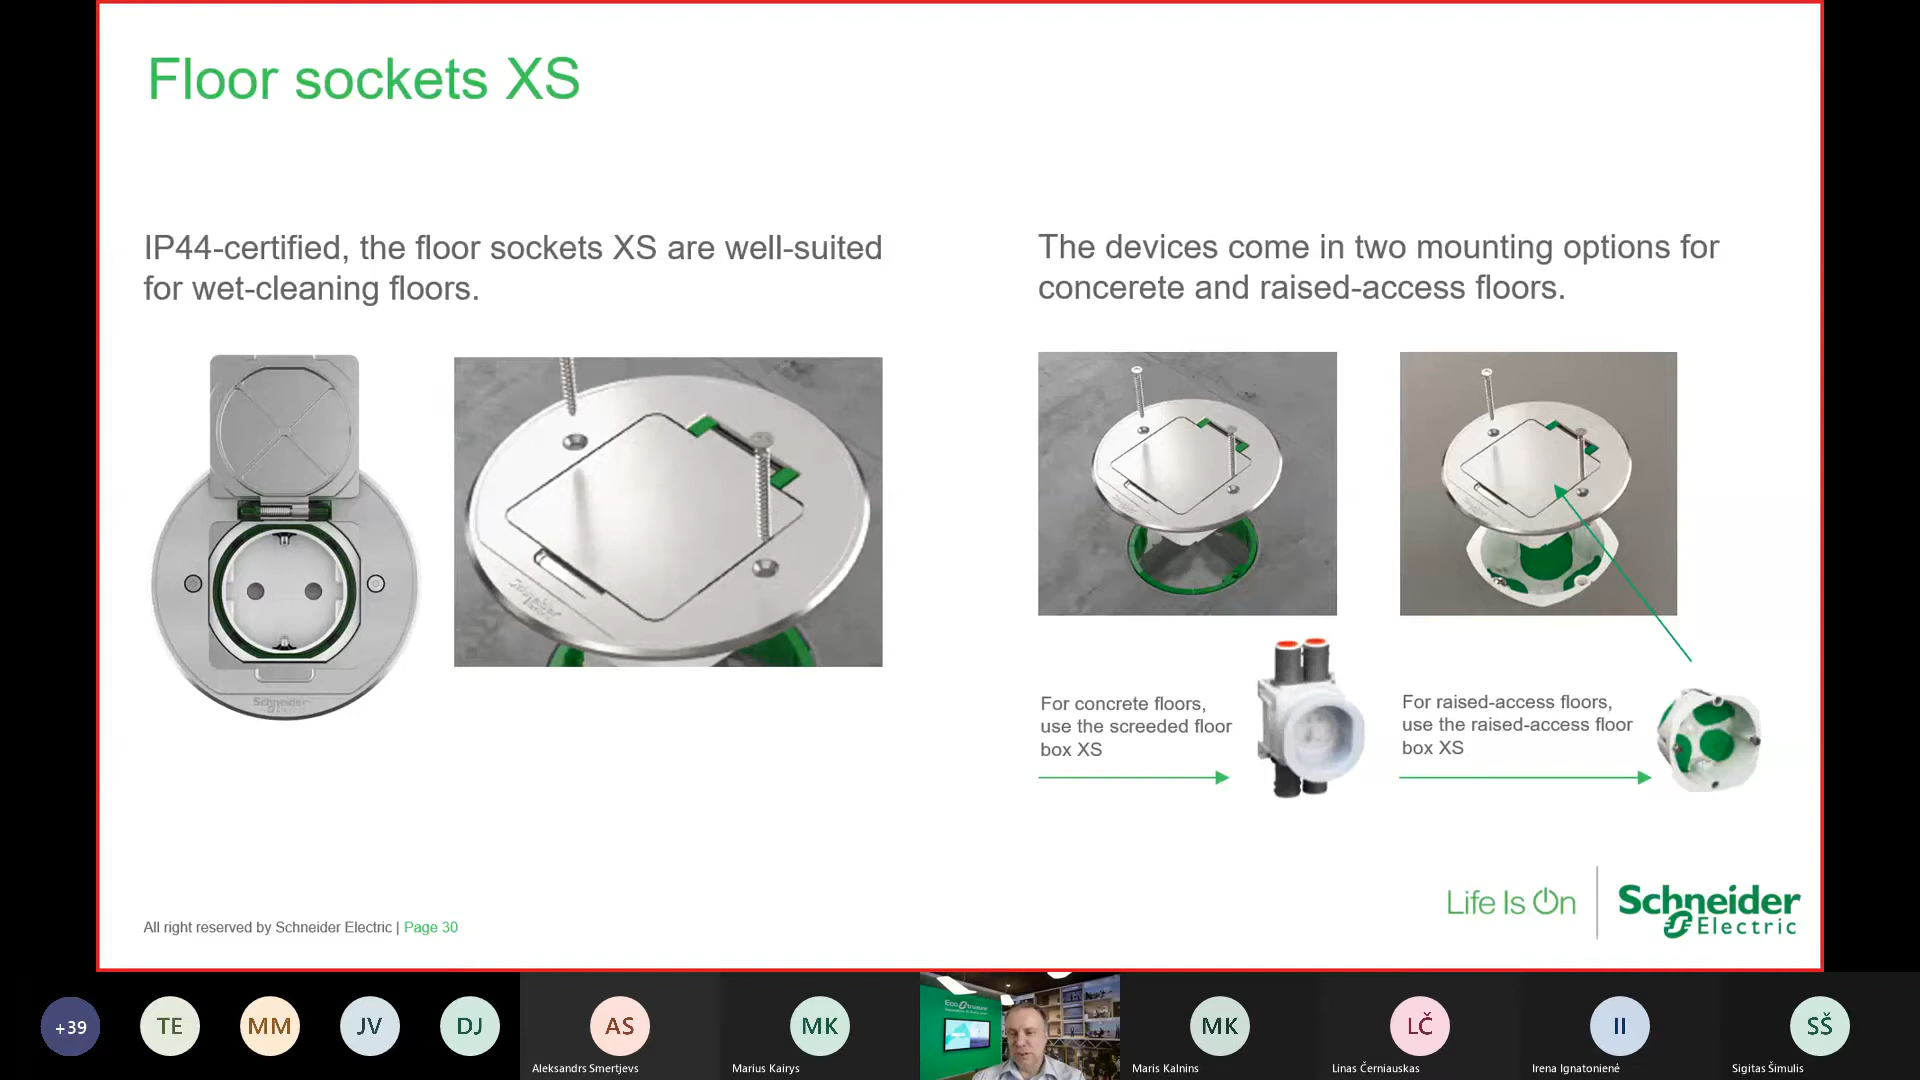 Floor sockets XS
IP44-certified, the floor sockets XS are well-suited
for wet-cleaning floors.
The devices come in two mounting options for
concerete and raised-access floors.
Schneider
Electric
For concrete floors,
use the screeded floor
box XS
For raised-access floors,
use the raised-access floor
box XS
All right reserved by Schneider Electric | Page 30
Life Is On
Schneider
Electric
+39
TE
MM
JV
DJ
AS
Aleksandrs Smertjevs
MK
Marius Kairys
MK
Maris Kalnins
LČ
Linas Černiauskas
II
Irena Ignatonienė
SŠ
Sigitas Šimulis